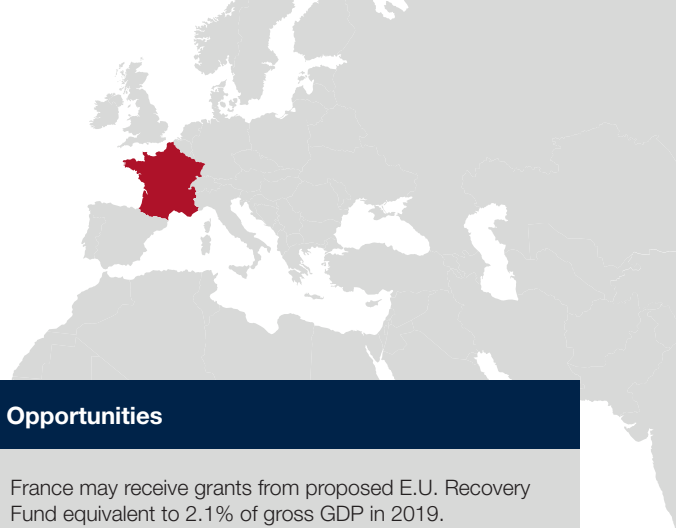 Opportunities
France may receive grants from proposed E.U. Recovery
Fund equivalent to 2.1% of gross GDP in 2019.